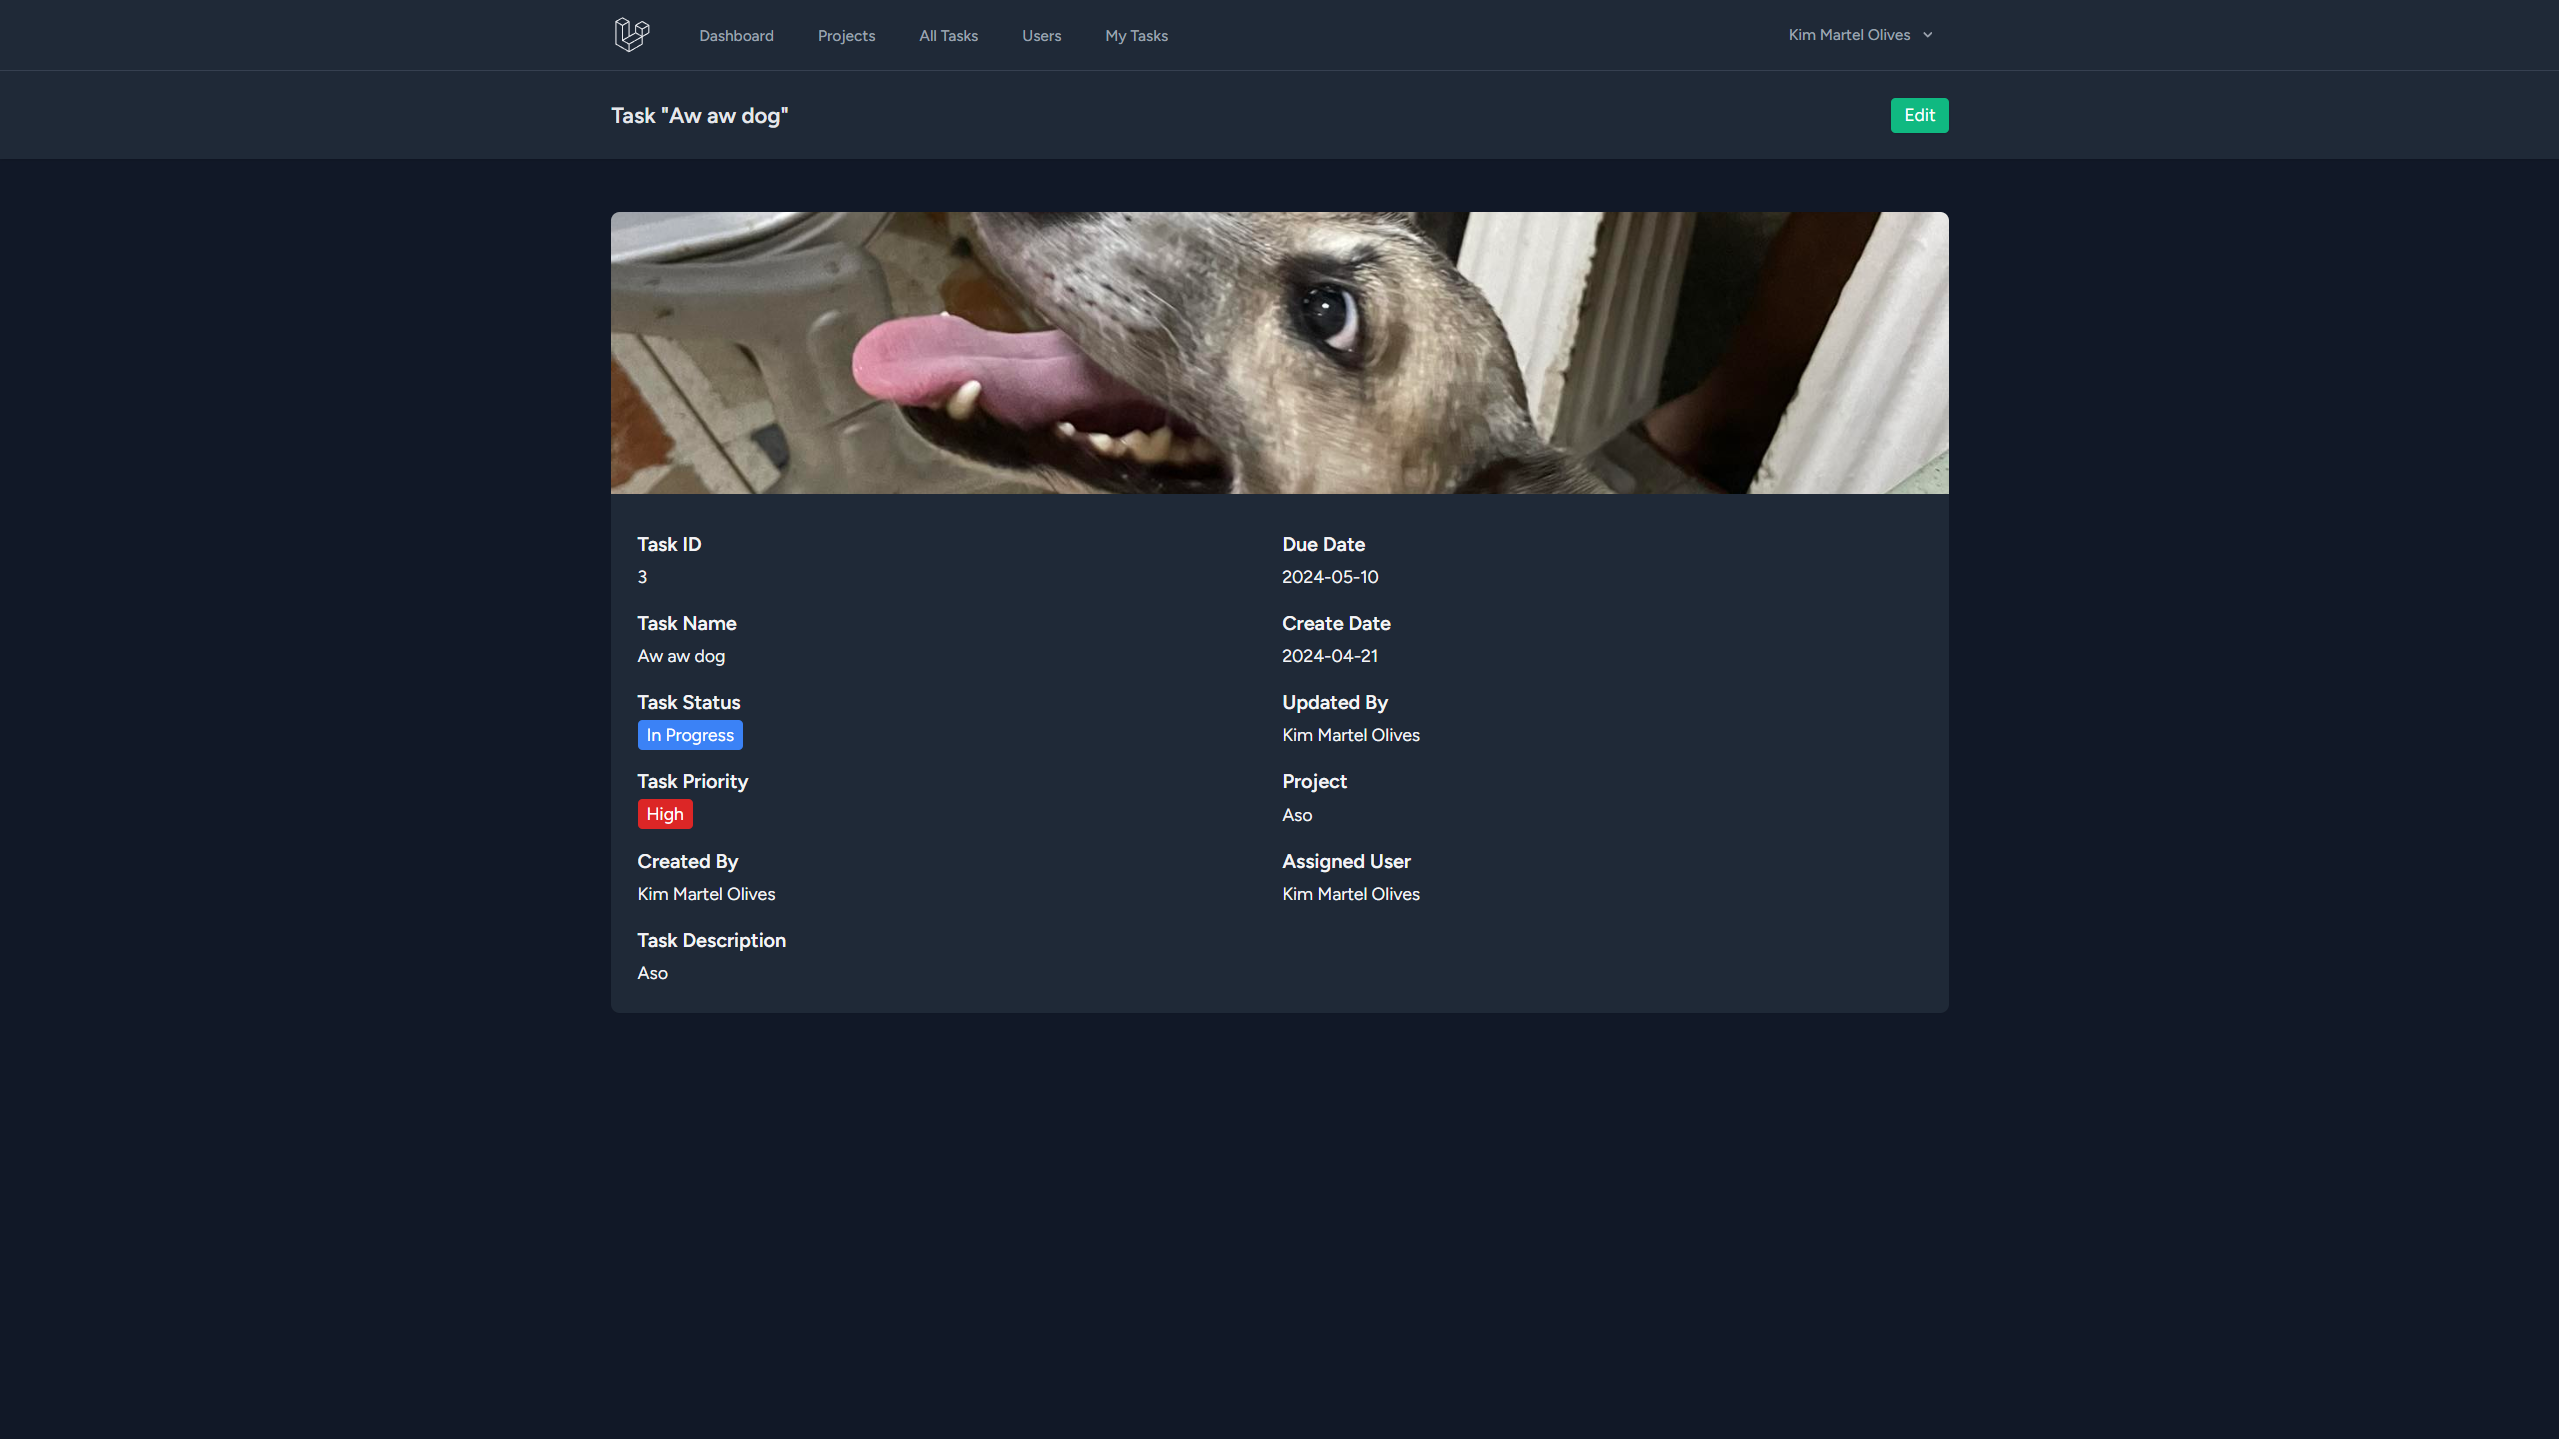 Dashboard Projects All Tasks Users My Tasks Kim Martel Olives
Task "Aw aw dog" Edit
Task ID
3
Task Name
Aw aw dog
Task Status
In Progress
Task Priority
High
Created By
Kim Martel Olives
Due Date
2024-05-10
Create Date
2024-04-21
Updated By
Kim Martel Olives
Project
Aso
Assigned User
Kim Martel Olives
Task Description
Aso